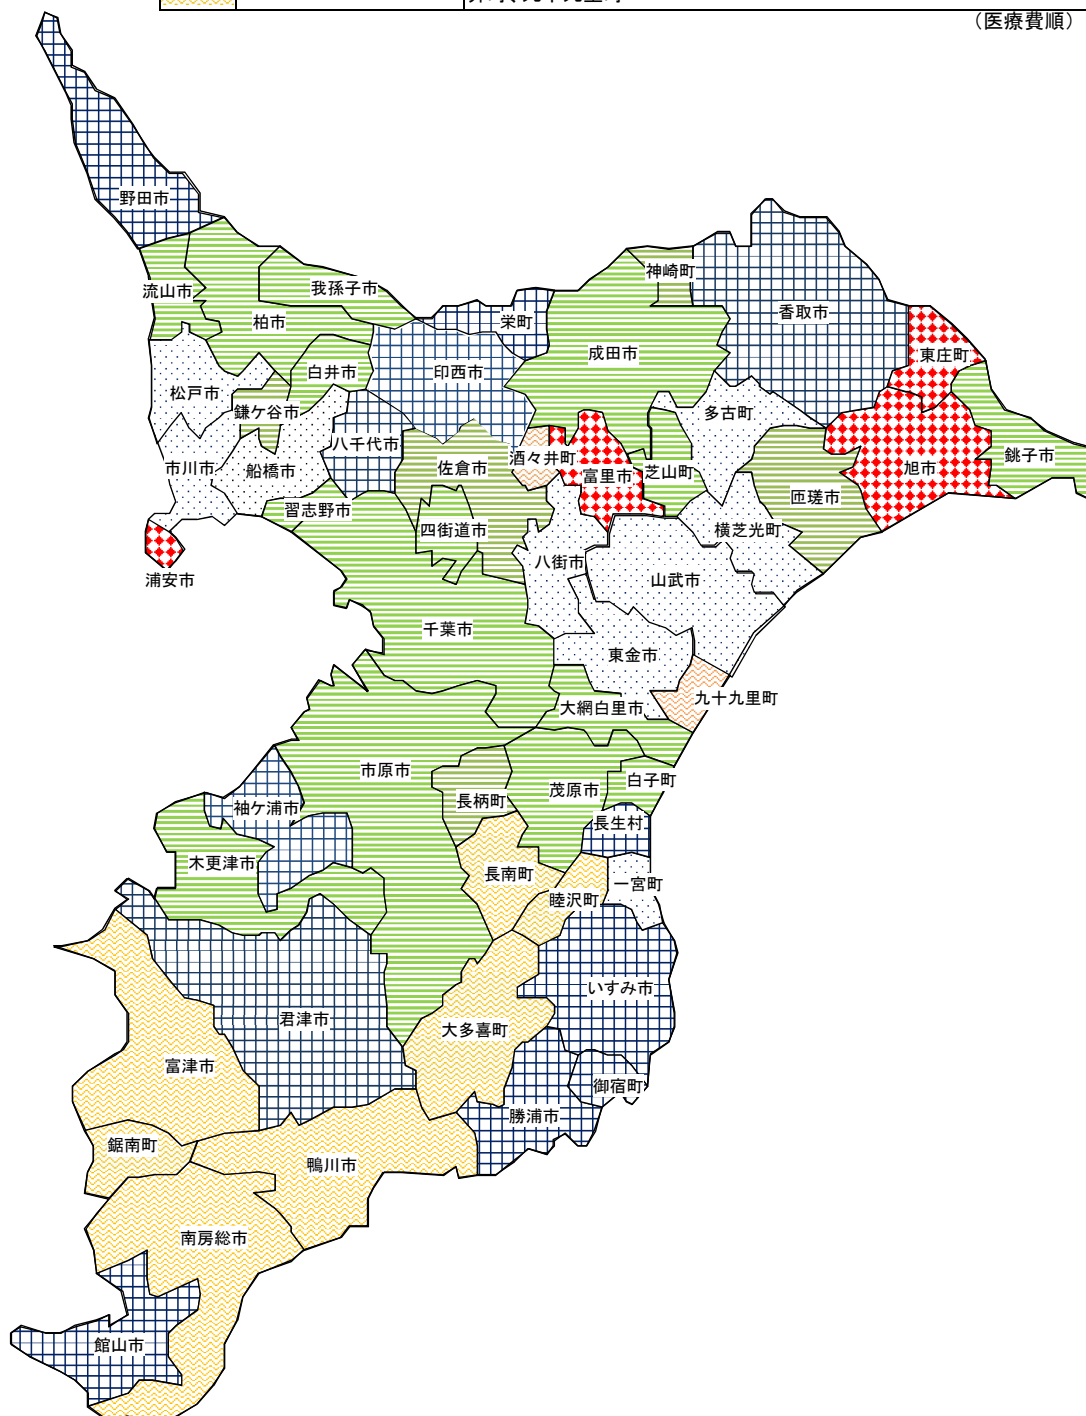 （医療費順）
野田市
流山市
我孫子市
柏市
栄町
神崎町
香取市
東庄町
成田市
印西市
白井市
松戸市
鎌ケ谷市
多古町
八千代市
市川市
船橋市
佐倉市
酒々井町
富里市
芝山町
旭市
銚子市
匝瑳市
習志野市
四街道市
横芝光町
八街市
山武市
浦安市
千葉市
東金市
九十九里町
大網白里市
市原市
茂原市
白子町
長柄町
袖ケ浦市
長生村
木更津市
長南町
一宮町
睦沢町
いすみ市
君津市
大多喜町
富津市
御宿町
勝浦市
鋸南町
鴨川市
南房総市
館山市